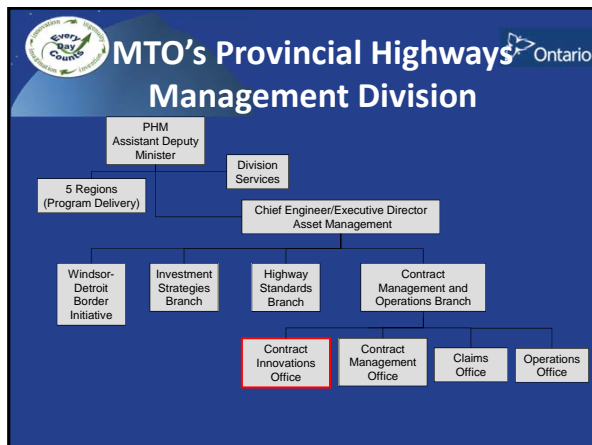 Every
Day
Counts
innovation
ingenuity
imagination
invention
MTO's Provincial Highways
Management Division
Ontario
PHM
Assistant Deputy
Minister
Division
Services
5 Regions
(Program Delivery)
Chief Engineer/Executive Director
Asset Management
Windsor-
Detroit
Border
Initiative
Investment
Strategies
Branch
Highway
Standards
Branch
Contract
Management and
Operations Branch
Contract
Innovations
Office
Contract
Management
Office
Claims
Office
Operations
Office